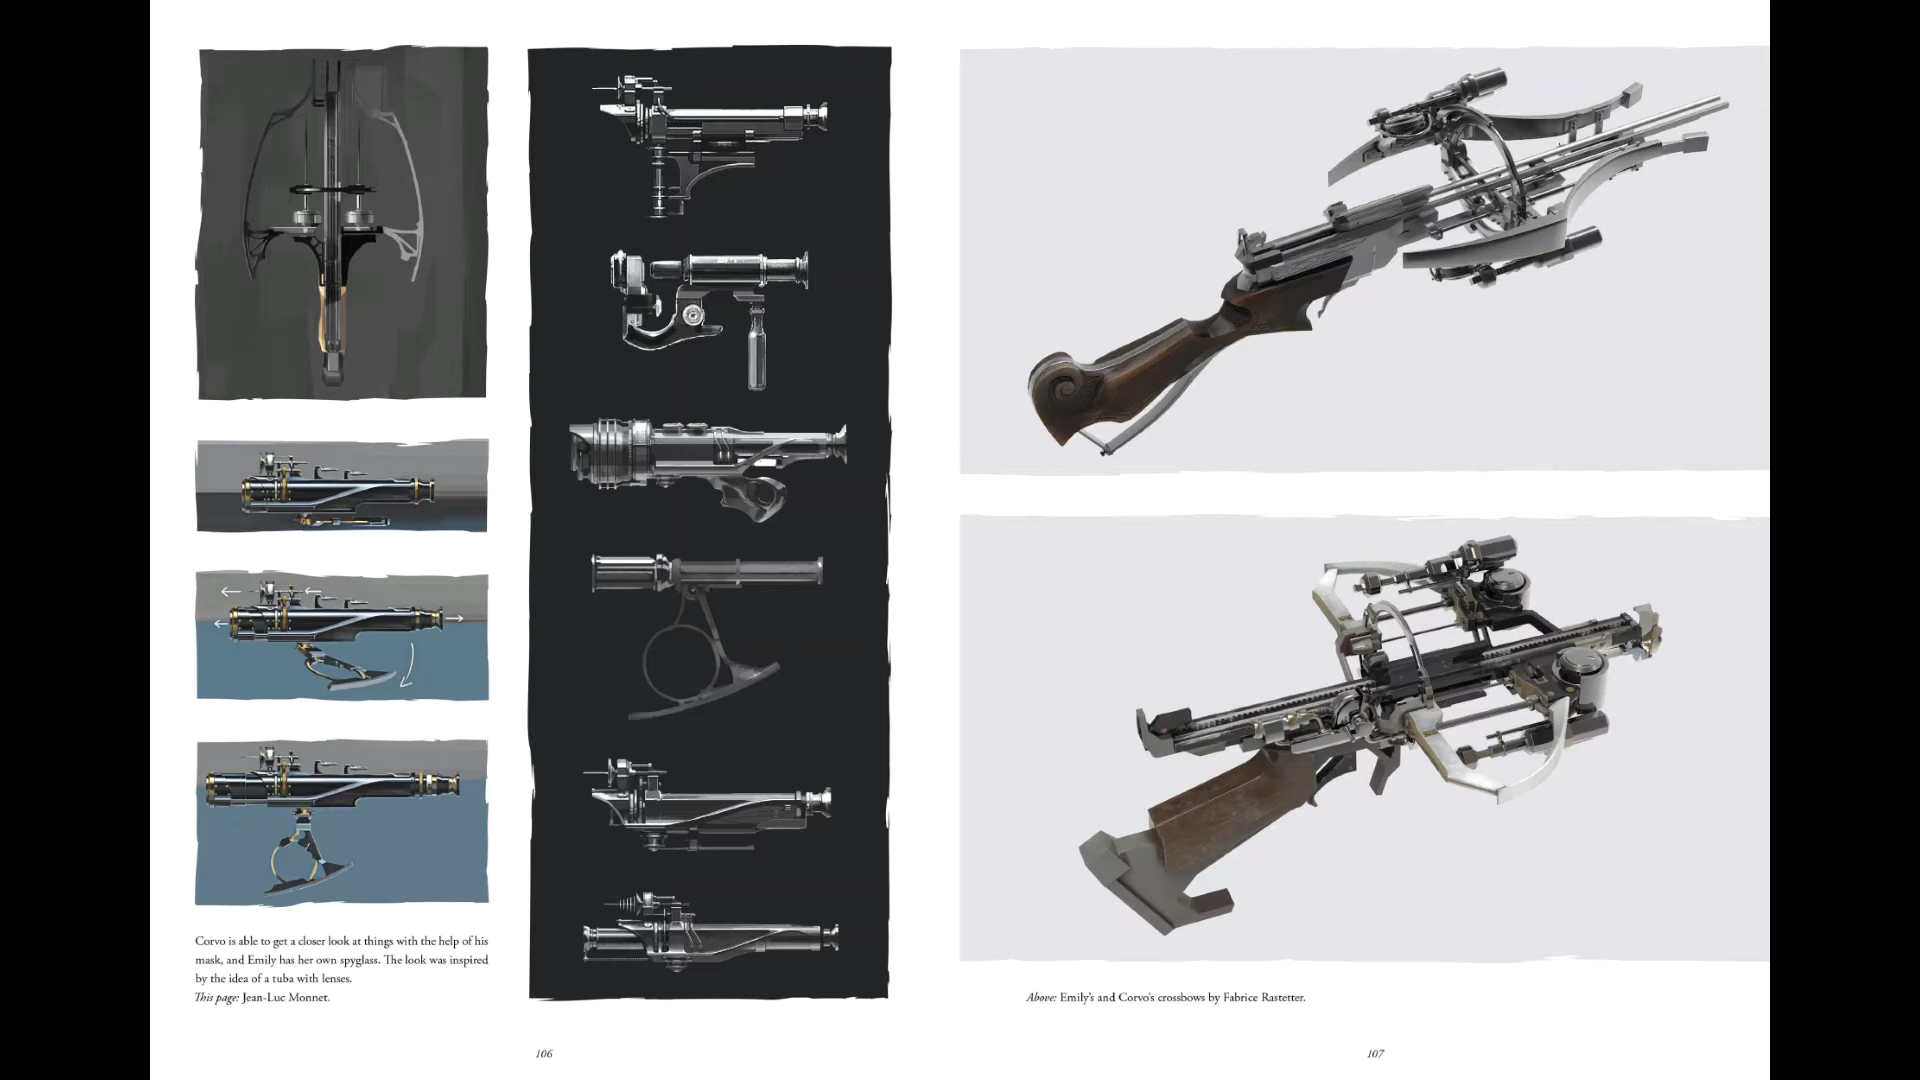 Corvo is able to get a closer look at things with the help of his
mask, and Emily has her own spyglass. The look was inspired
by the idea of a tuba with lenses.
This page: Jean-Luc Monnet.
Above: Emily's and Corvo's crossbows by Fabrice Rastetter.
106
107